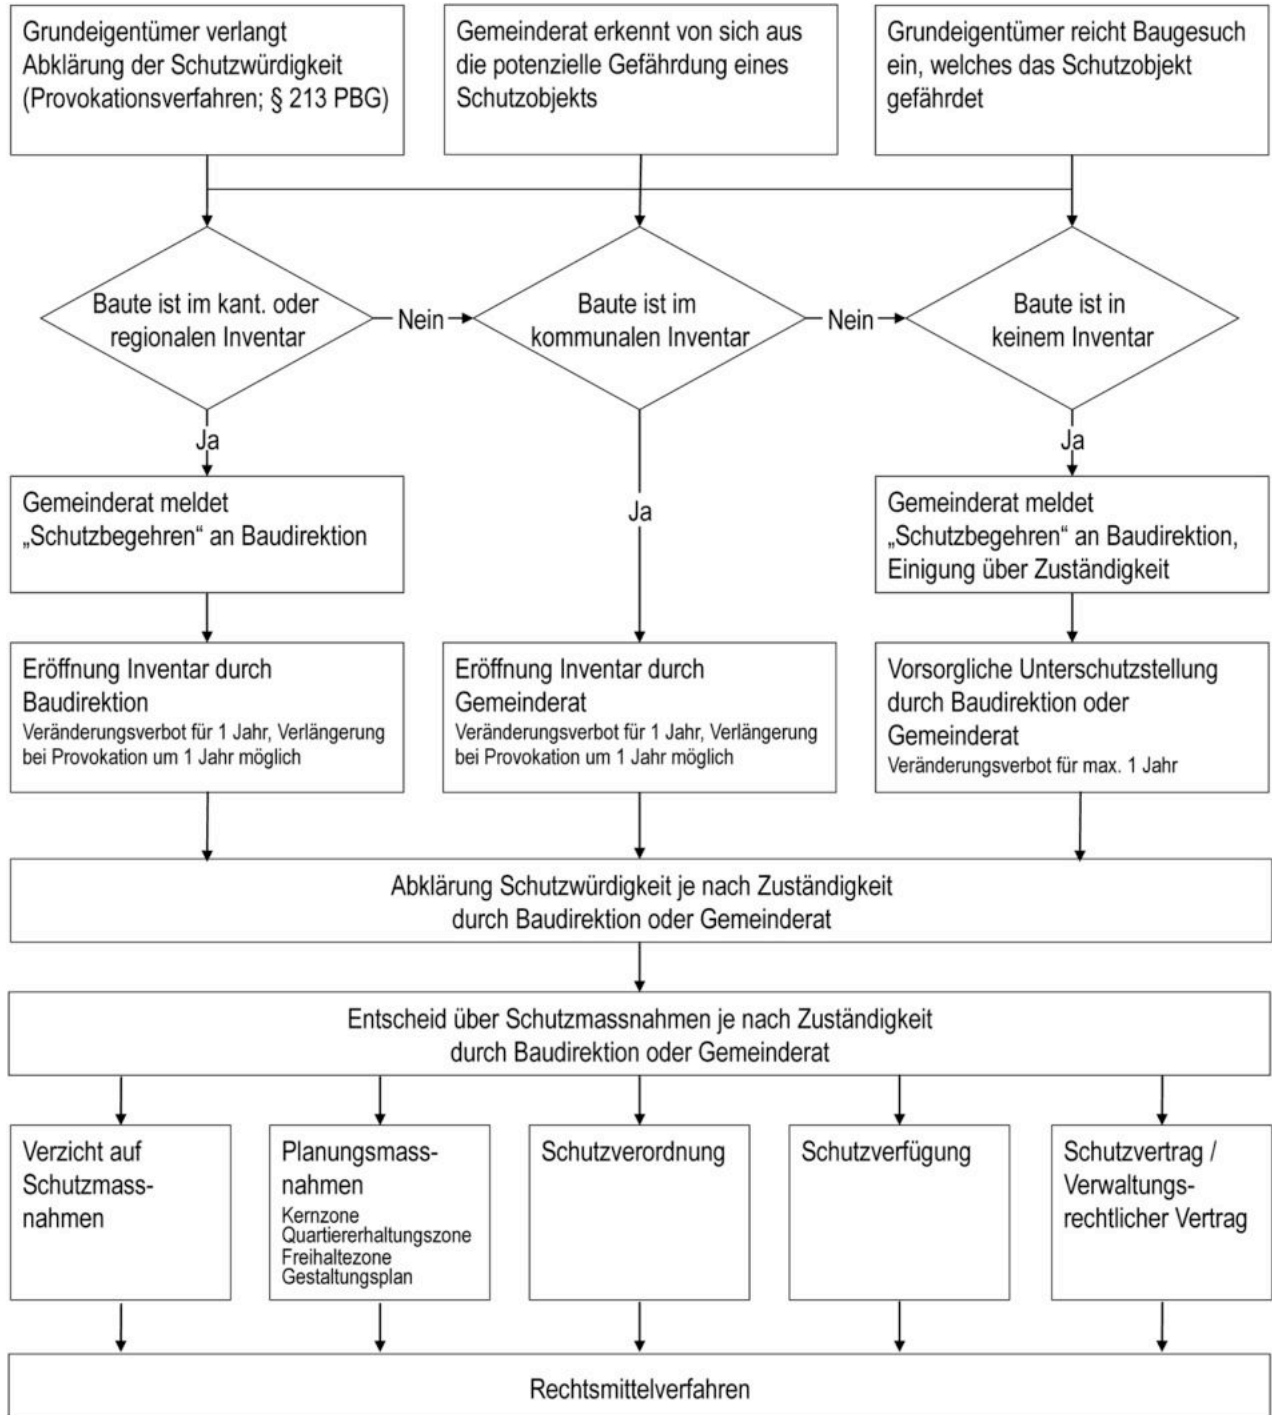 Grundeigentümer verlangt
Abklärung der Schutzwürdigkeit
(Provokationsverfahren; § 213 PBG)
Gemeinderat erkennt von sich aus
die potenzielle Gefährdung eines
Schutzobjekts
Grundeigentümer reicht Baugesuch
ein, welches das Schutzobjekt
gefährdet
Baute ist im kant. oder
regionalen Inventar
Nein
Baute ist im
kommunalen Inventar
Nein
Baute ist in
keinem Inventar
Ja
Ja
Ja
Gemeinderat meldet
„Schutzbegehren“ an Baudirektion
Gemeinderat meldet
„Schutzbegehren“ an Baudirektion,
Einigung über Zuständigkeit
Eröffnung Inventar durch
Baudirektion
Veränderungsverbot für 1 Jahr, Verlängerung
bei Provokation um 1 Jahr möglich
Eröffnung Inventar durch
Gemeinderat
Veränderungsverbot für 1 Jahr, Verlängerung
bei Provokation um 1 Jahr möglich
Vorsorgliche Unterschutzstellung
durch Baudirektion oder
Gemeinderat
Veränderungsverbot für max. 1 Jahr
Abklärung Schutzwürdigkeit je nach Zuständigkeit
durch Baudirektion oder Gemeinderat
Entscheid über Schutzmassnahmen je nach Zuständigkeit
durch Baudirektion oder Gemeinderat
Verzicht auf
Schutzmass-
nahmen
Planungsmass-
nahmen
Kernzone
Quartiererhaltungszone
Freihaltezone
Gestaltungsplan
Schutzverordnung
Schutzverfügung
Schutzvertrag /
Verwaltungs-
rechtlicher Vertrag
Rechtsmittelverfahren